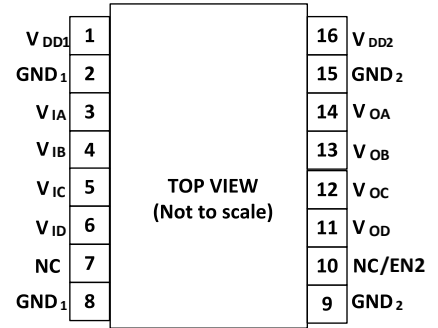 V DD1 1 16 V DD2
GND 1 2 15 GND 2
V IA 3 14 V OA
V IB 4 13 V OB
V IC 5 12 V OC
TOP VIEW
(Not to scale)
V ID 6 11 V OD
NC 7 10 NC/EN2
GND 1 8 9 GND 2